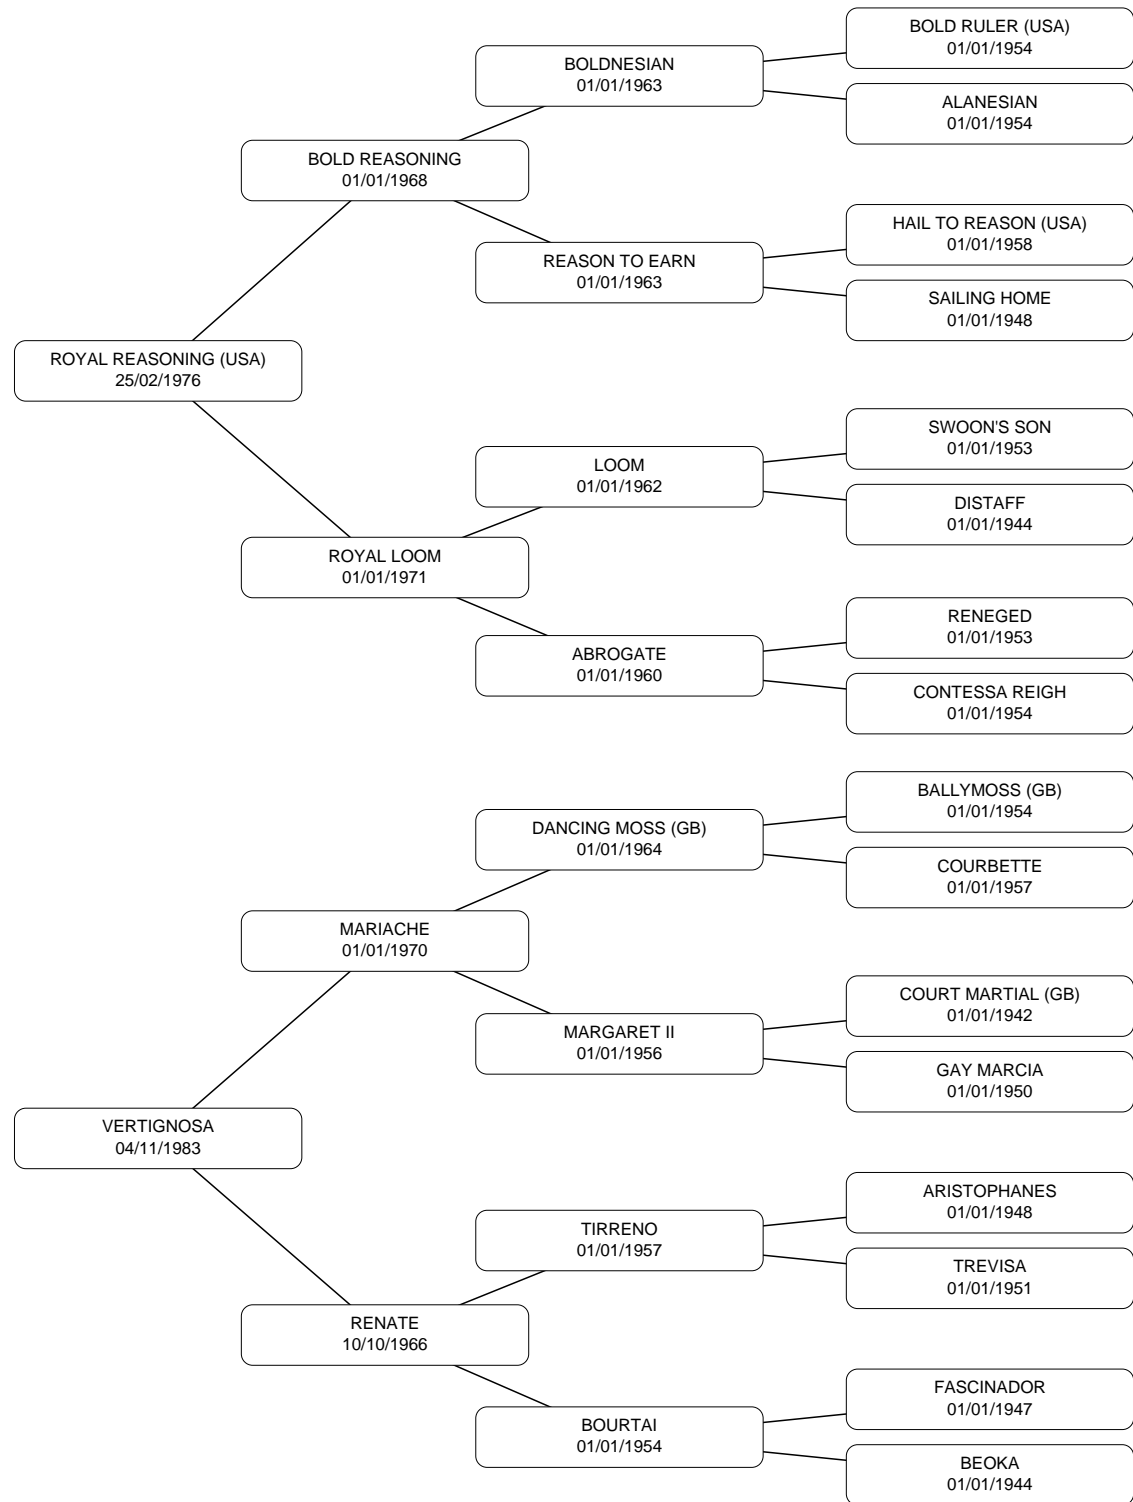 BOLD RULER (USA)
01/01/1954
BOLDNESIAN
01/01/1963
ALANESIAN
01/01/1954
BOLD REASONING
01/01/1968
HAIL TO REASON (USA)
01/01/1958
REASON TO EARN
01/01/1963
SAILING HOME
01/01/1948
ROYAL REASONING (USA)
25/02/1976
SWOON'S SON
01/01/1953
LOOM
01/01/1962
DISTAFF
01/01/1944
ROYAL LOOM
01/01/1971
RENEGED
01/01/1953
ABROGATE
01/01/1960
CONTESSA REIGH
01/01/1954
BALLYMOSS (GB)
01/01/1954
DANCING MOSS (GB)
01/01/1964
COURBETTE
01/01/1957
MARIACHE
01/01/1970
COURT MARTIAL (GB)
01/01/1942
MARGARET II
01/01/1956
GAY MARCIA
01/01/1950
VERTIGNOSA
04/11/1983
ARISTOPHANES
01/01/1948
TIRRENO
01/01/1957
TREVISA
01/01/1951
RENATE
10/10/1966
FASCINADOR
01/01/1947
BOURTAI
01/01/1954
BEOKA
01/01/1944